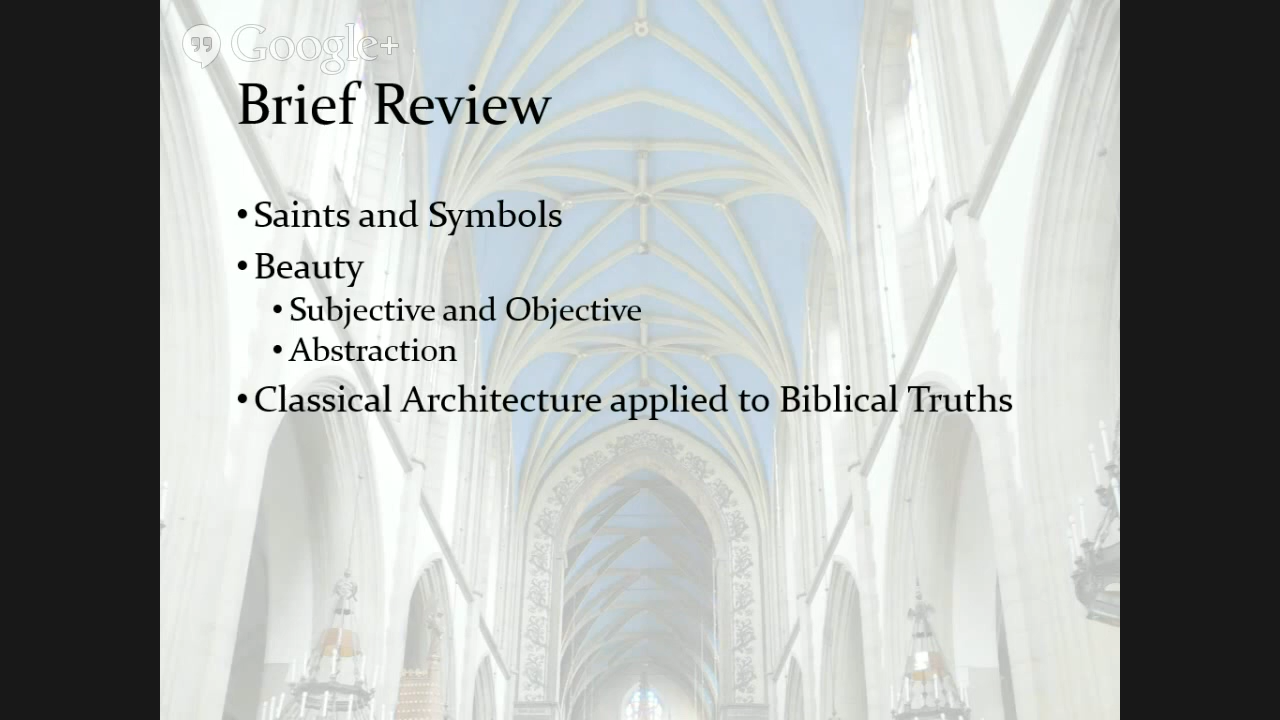 Google+
Brief Review
• Saints and Symbols
• Beauty
• Subjective and Objective
• Abstraction
• Classical Architecture applied to Biblical Truths